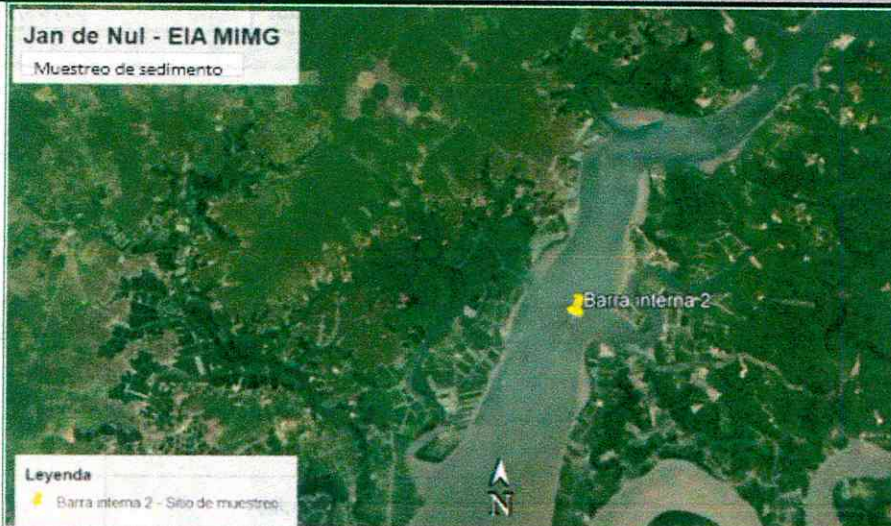 Jan de Nul - EIA MIMG
Muestreo de sedimento
Barra interna 2
Leyenda
Barra interna 2 - Sitio de muestreo
N